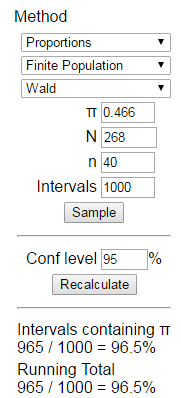 Method
Proportions
Finite Population
Wald
π 0.466
N 268
n 40
Intervals 1000
Sample
Conf level 95 %
Recalculate
Intervals containing π
965 / 1000 = 96.5%
Running Total
965 / 1000 = 96.5%